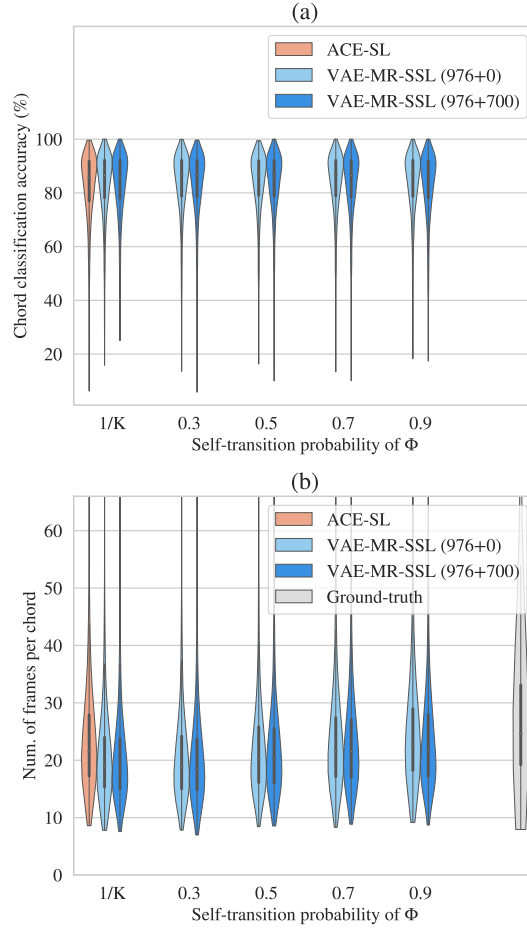 (a)
ACE-SL
VAE-MR-SSL (976+0)
VAE-MR-SSL (976+700)
Chord classification accuracy (%)
100
80
60
40
20
1/K 0.3 0.5 0.7 0.9
Self-transition probability of Φ
(b)
ACE-SL
VAE-MR-SSL (976+0)
VAE-MR-SSL (976+700)
Ground-truth
Num. of frames per chord
60
50
40
30
20
10
0
1/K 0.3 0.5 0.7 0.9
Self-transition probability of Φ